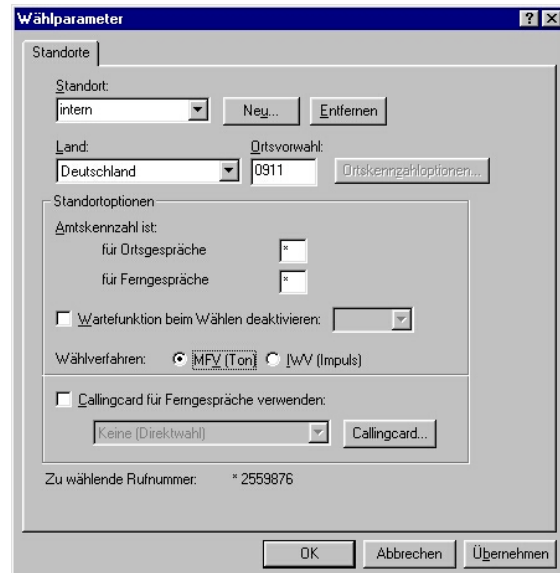 Wählparameter
Standorte
Standort:
intern Neu... Entfernen
Land: Ortsvorwahl:
Deutschland 0911 Ortskennzahloptionen...
Standortoptionen
Amtskennzahl ist:
für Ortsgespräche *
für Ferngespräche *
Wartefunktion beim Wählen deaktivieren:
Wählverfahren: MFV (Ton) IWV (Impuls)
Callingcard für Ferngespräche verwenden:
Keine (Direktwahl) Callingcard...
Zu wählende Rufnummer: * 2559876
OK Abbrechen Übernehmen